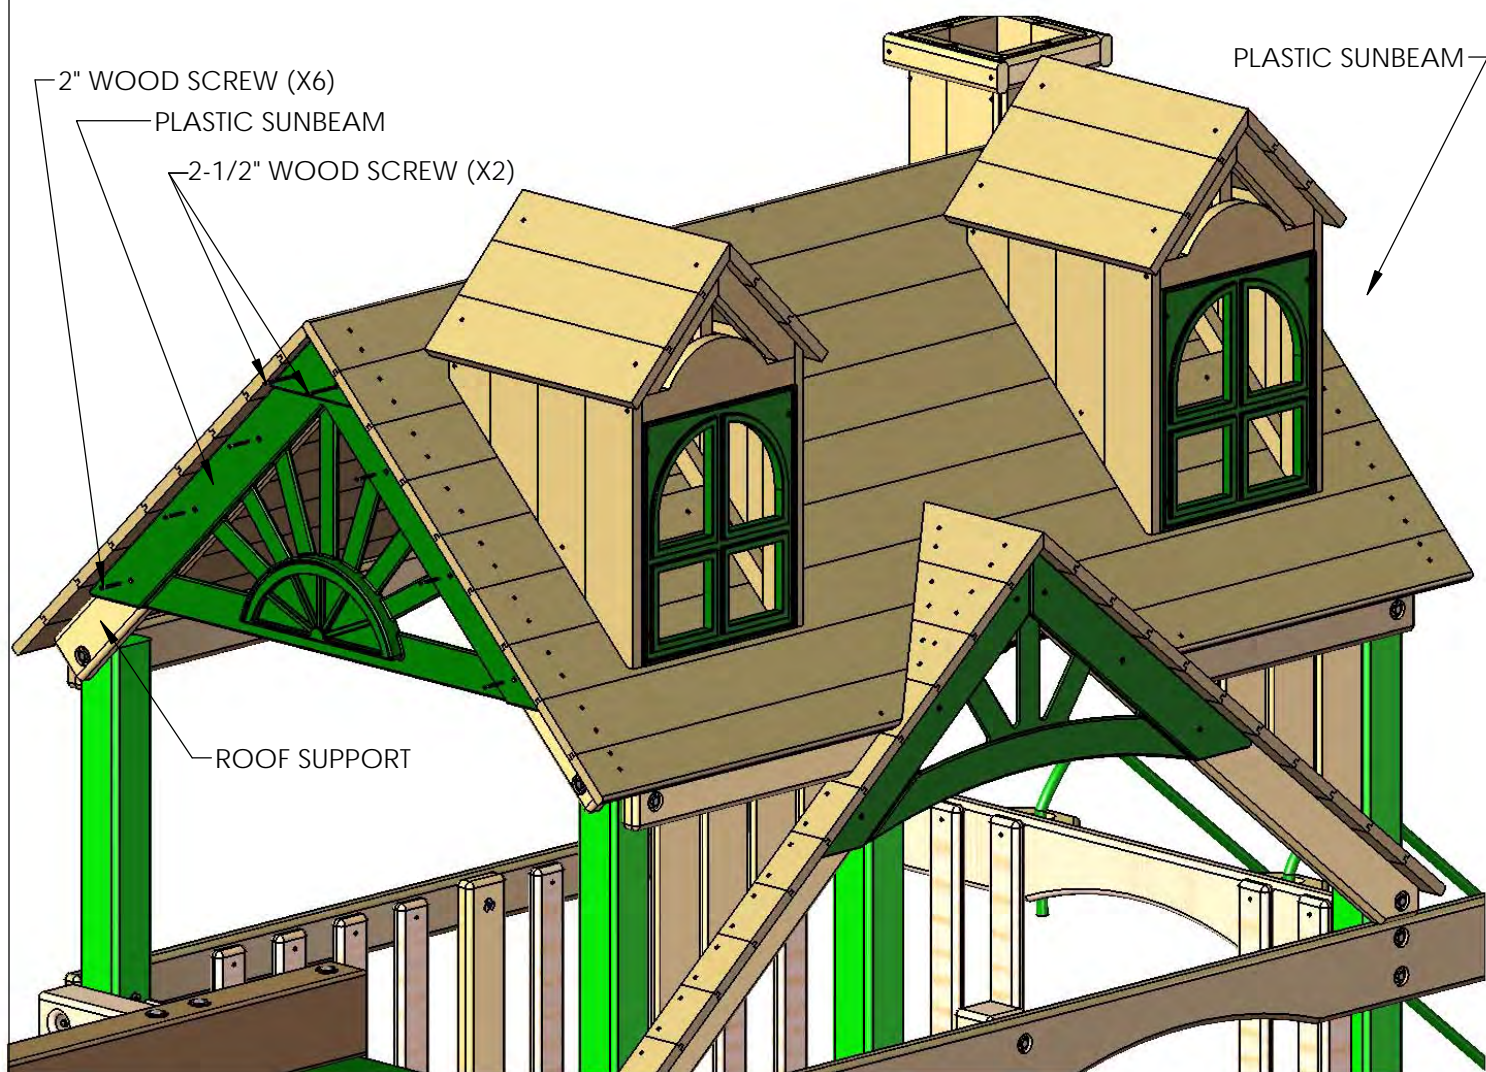 2" WOOD SCREW (X6)
PLASTIC SUNBEAM
PLASTIC SUNBEAM
2-1/2" WOOD SCREW (X2)
ROOF SUPPORT